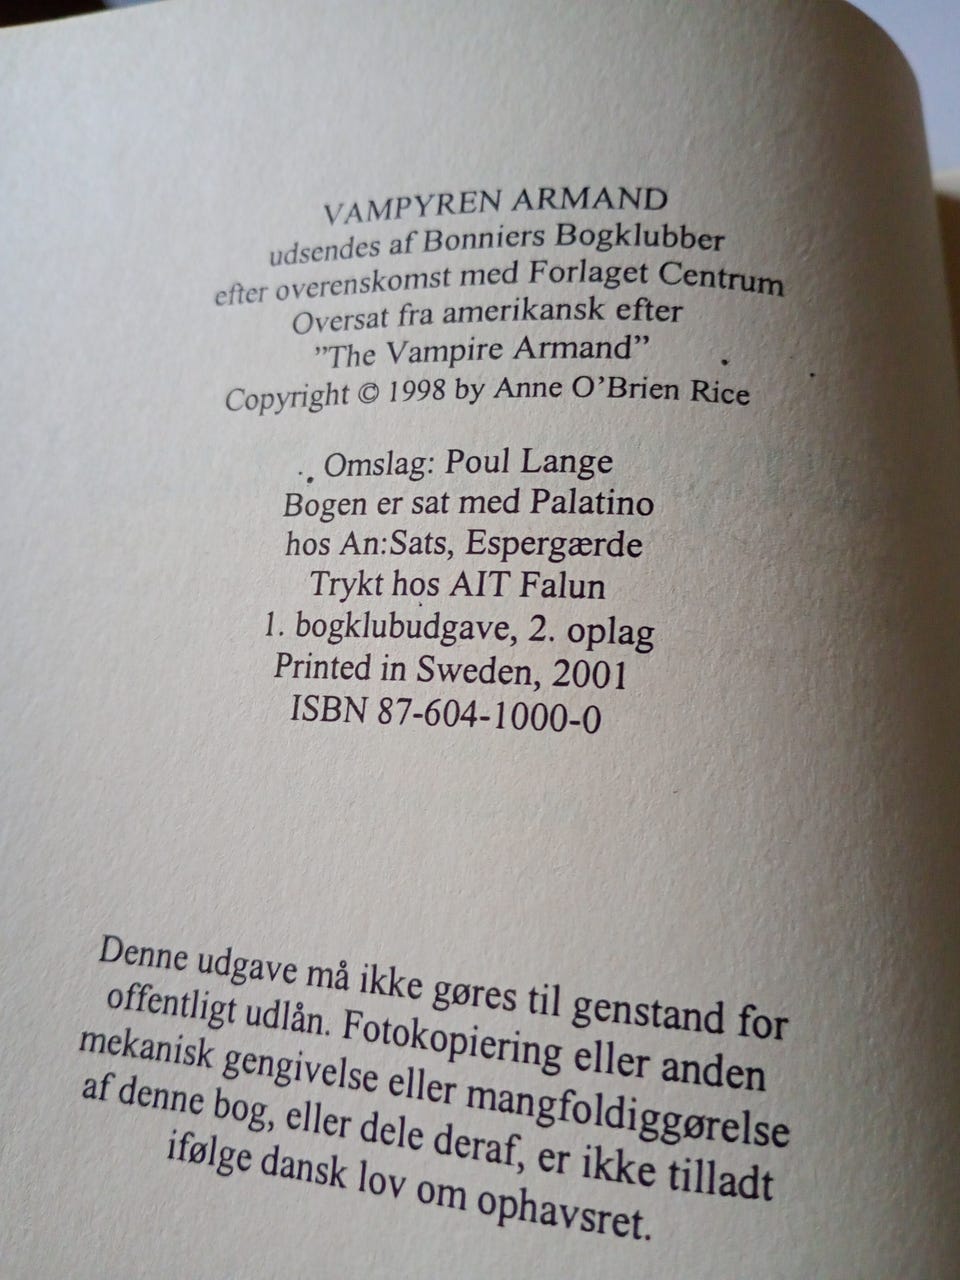 VAMPYREN ARMAND
udsendes af Bonniers Bogklubber
efter overenskomst med Forlaget Centrum
Oversat fra amerikansk efter
”The Vampire Armand”
Copyright © 1998 by Anne O’Brien Rice
Omslag: Poul Lange
Bogen er sat med Palatino
hos An:Sats, Espergærde
Trykt hos AIT Falun
1. bogklubudgave, 2. oplag
Printed in Sweden, 2001
ISBN 87-604-1000-0
Denne udgave må ikke gøres til genstand for
offentligt udlån. Fotokopiering eller anden
mekanisk gengivelse eller mangfoldiggørelse
af denne bog, eller dele deraf, er ikke tilladt
ifølge dansk lov om ophavsret.